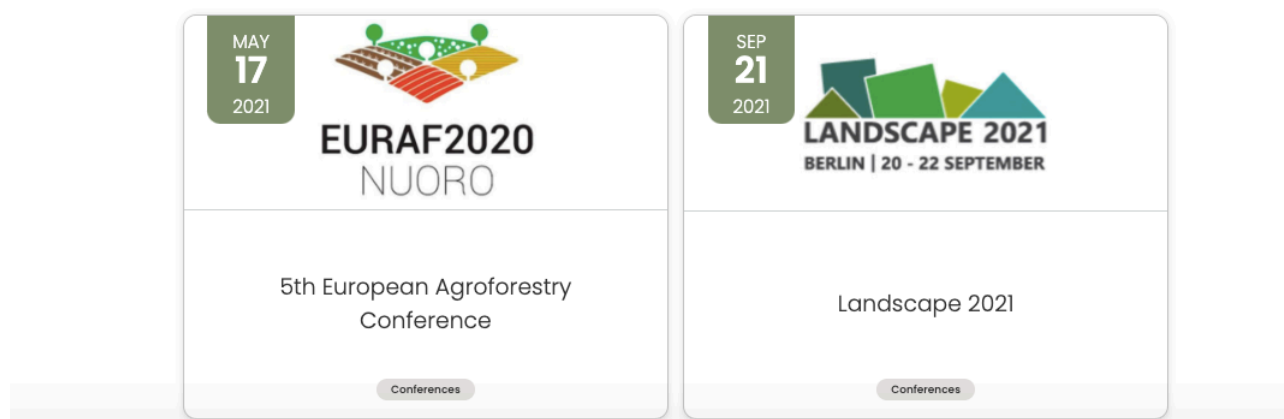 MAY
17
2021
EURAF2020
NUORO
5th European Agroforestry
Conference
Conferences
SEP
21
2021
LANDSCAPE 2021
BERLIN | 20 - 22 SEPTEMBER
Landscape 2021
Conferences